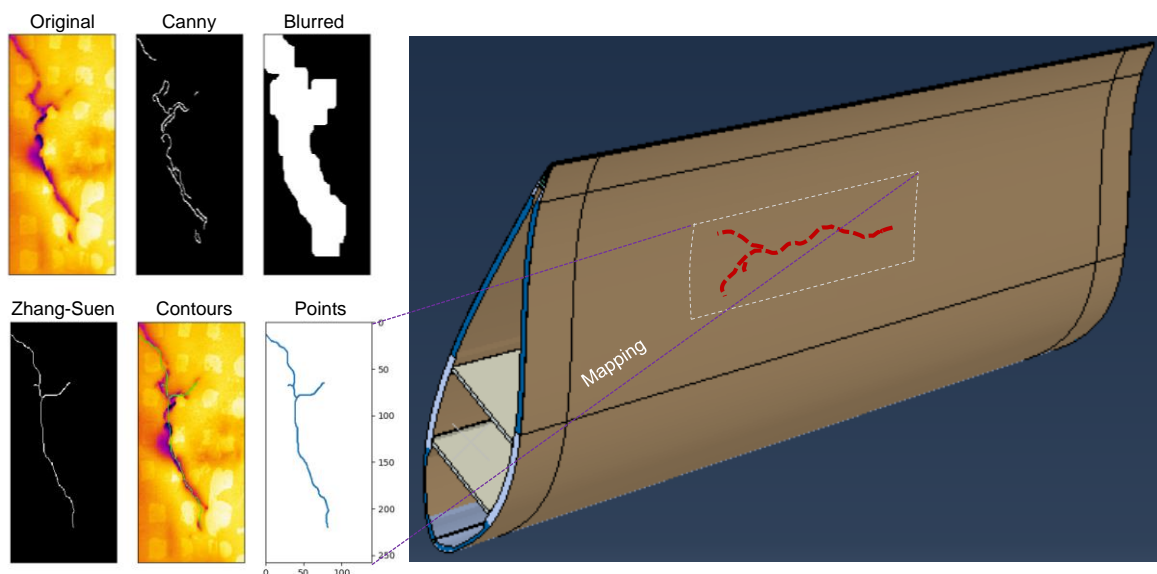 Original
Canny
Blurred
Zhang-Suen
Contours
Points
0
50
100
150
200
250
0
50
100
Mapping